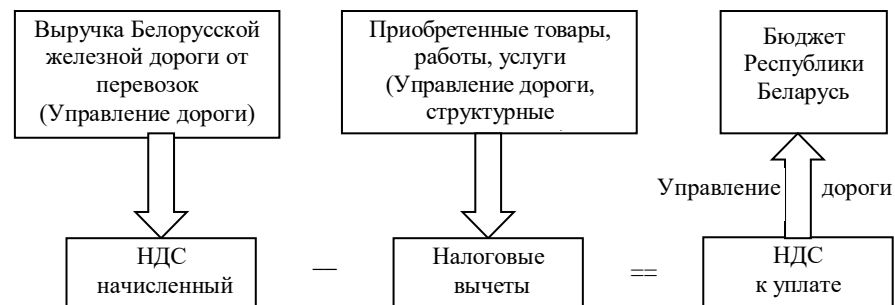 Выручка Белорусской
железной дороги от
перевозок
(Управление дороги)
Приобретенные товары,
работы, услуги
(Управление дороги,
структурные
Бюджет
Республики
Беларусь
Управление дороги
НДС
начисленный
—
Налоговые
вычеты
==
НДС
к уплате